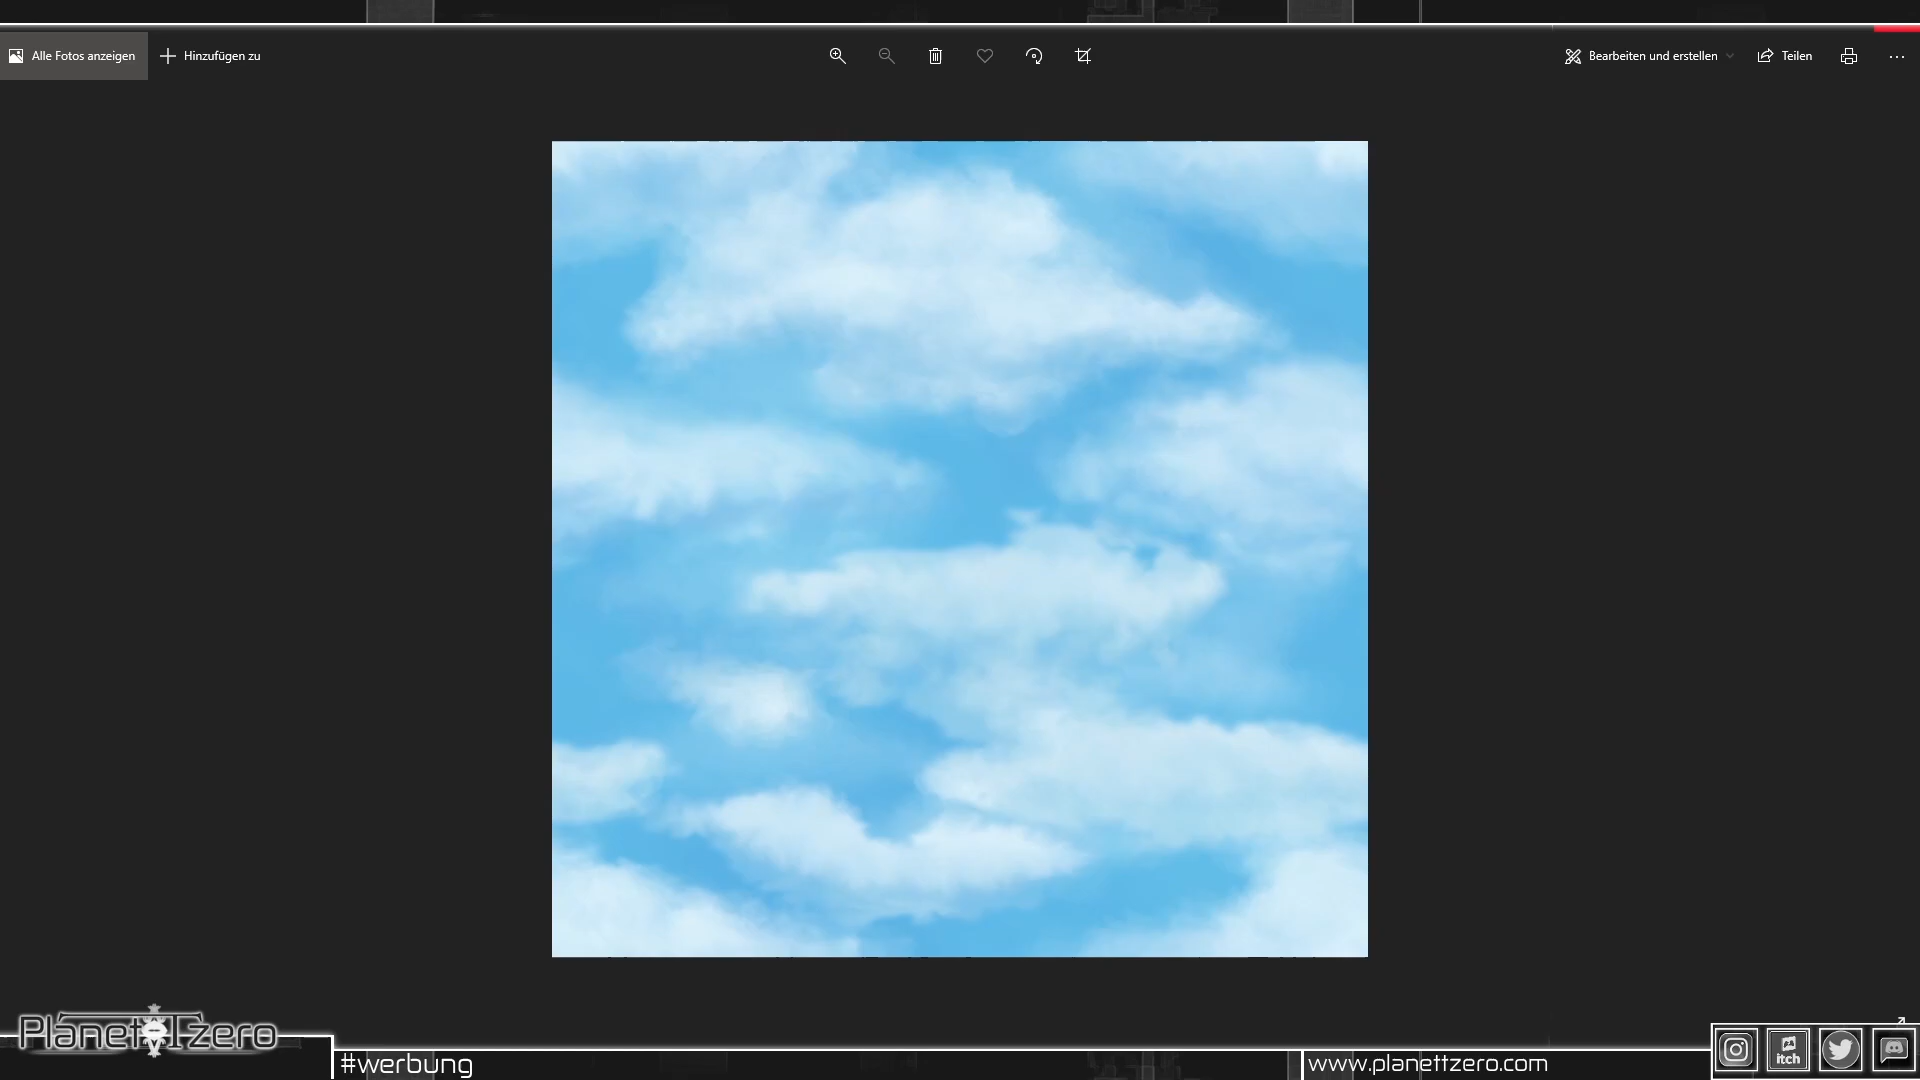 Alle Fotos anzeigen
Hinzufügen zu
Bearbeiten und erstellen
Teilen
PlanetTzero
#werbung
www.planettzero.com
itch